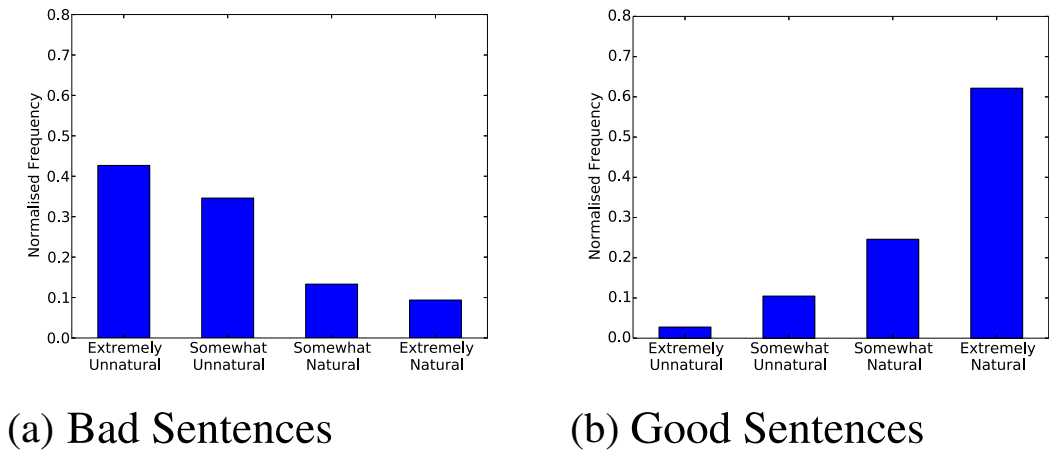 0.8
0.7
0.6
0.5
0.4
0.3
0.2
0.1
0.0
Normalised Frequency
Extremely Unnatural
Somewhat Unnatural
Somewhat Natural
Extremely Natural
(a) Bad Sentences
0.8
0.7
0.6
0.5
0.4
0.3
0.2
0.1
0.0
Normalised Frequency
Extremely Unnatural
Somewhat Unnatural
Somewhat Natural
Extremely Natural
(b) Good Sentences